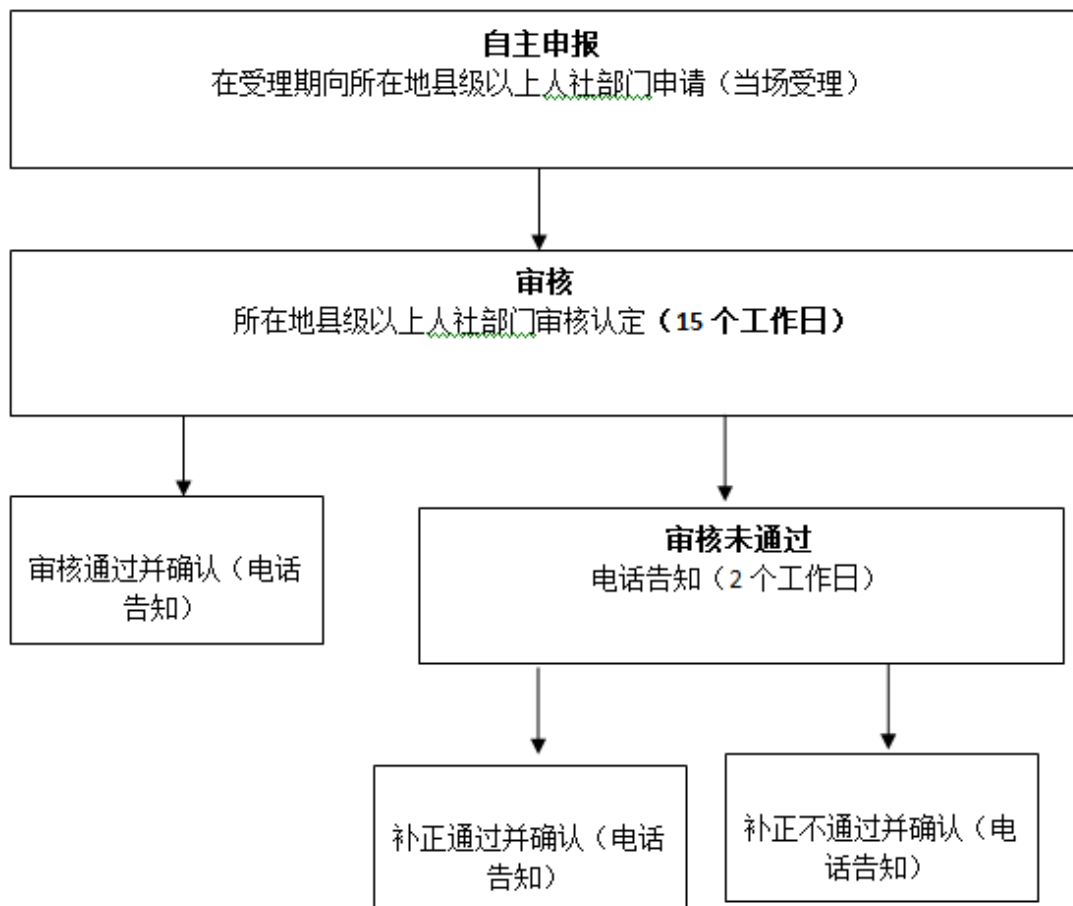 自主申报
在受理期向所在地县级以上人社部门申请（当场受理）
审核
所在地县级以上人社部门审核认定（15 个工作日）
审核通过并确认（电话
告知）
审核未通过
电话告知（2 个工作日）
补正通过并确认（电话
告知）
补正不通过并确认（电
话告知）